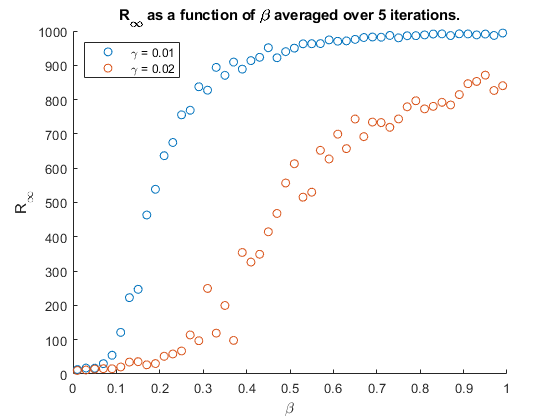 R∞ as a function of β averaged over 5 iterations.
γ = 0.01
γ = 0.02
1000
900
800
700
600
500
400
300
200
100
0
R∞
0 0.1 0.2 0.3 0.4 0.5 0.6 0.7 0.8 0.9 1
β